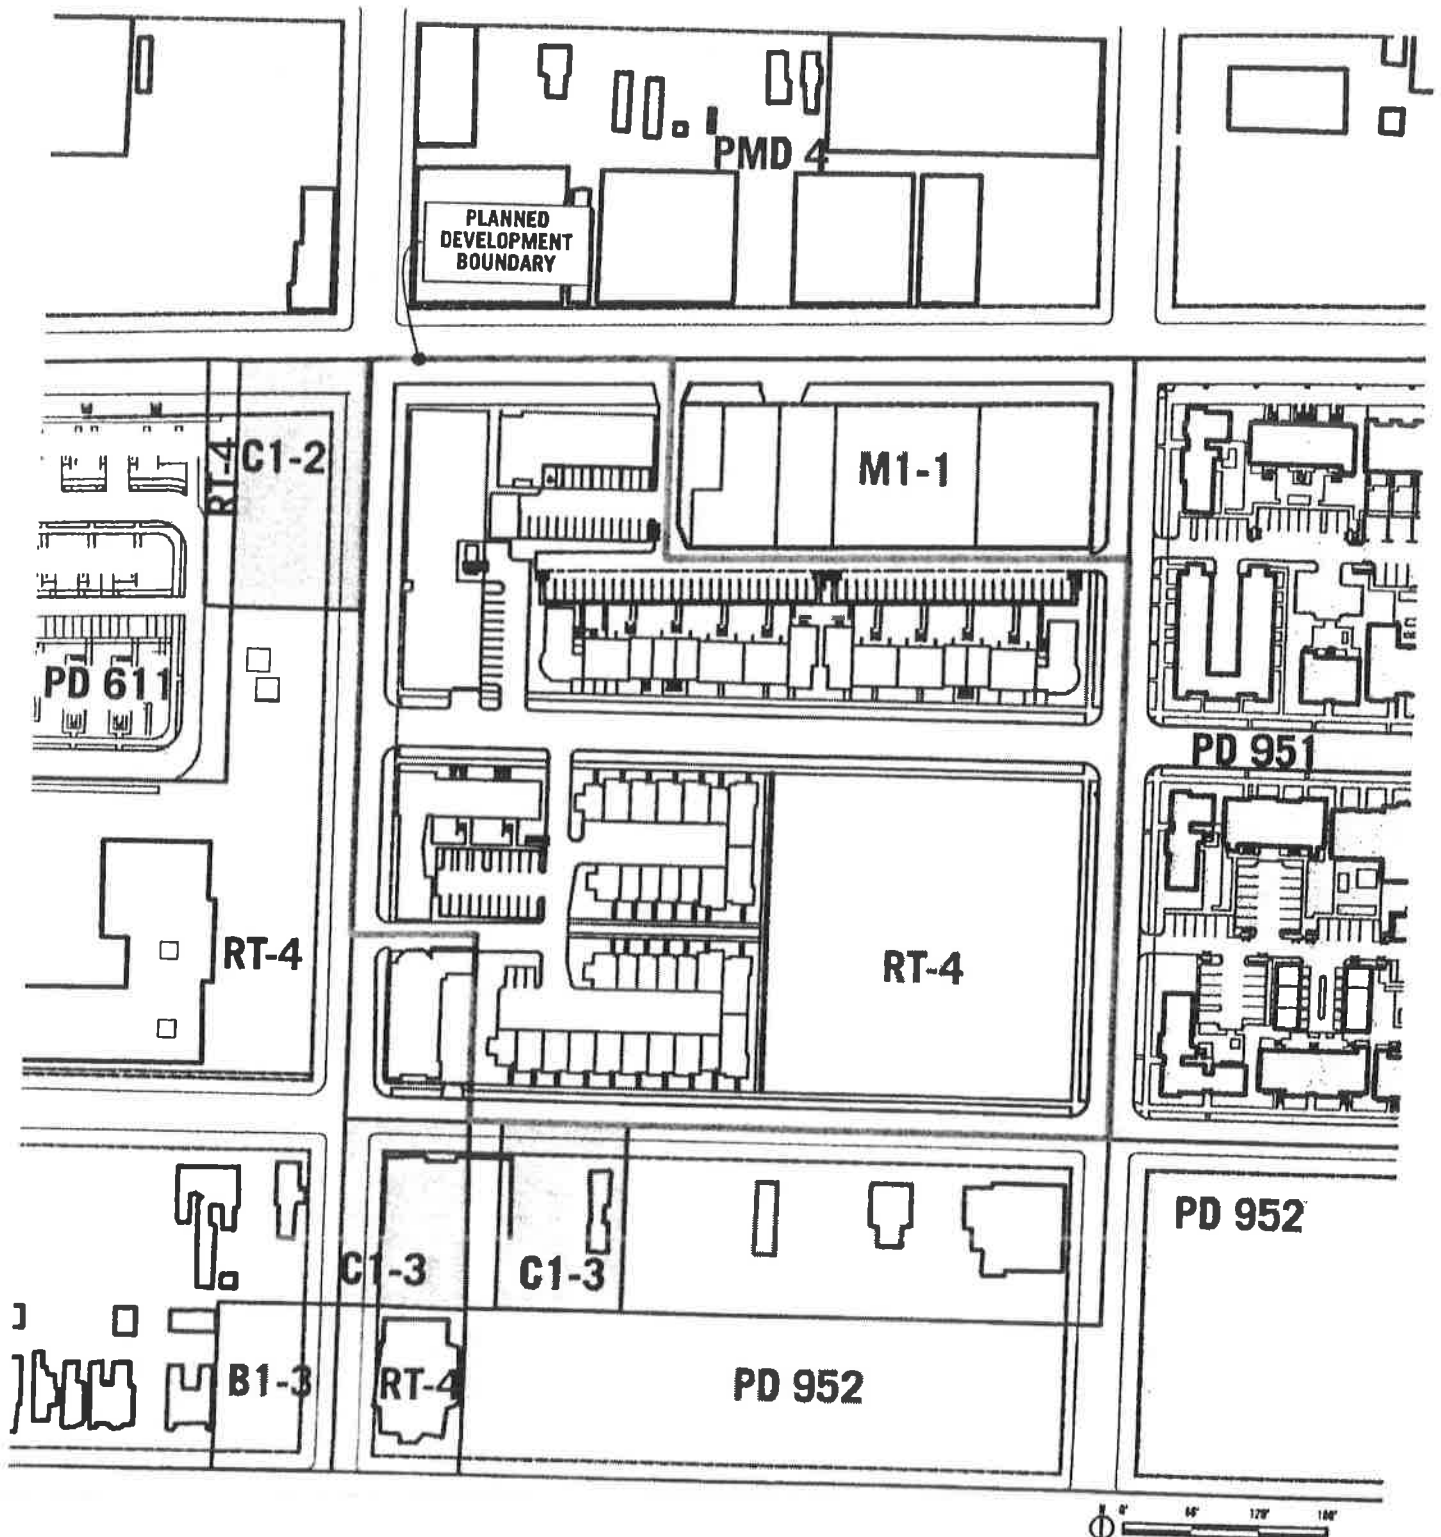 PMD 4
PLANNED
DEVELOPMENT
BOUNDARY
RT-4
C1-2
M1-1
PD 611
PD 951
RT-4
RT-4
C1-3
C1-3
PD 952
B1-3
RT-4
PD 952
N
0'